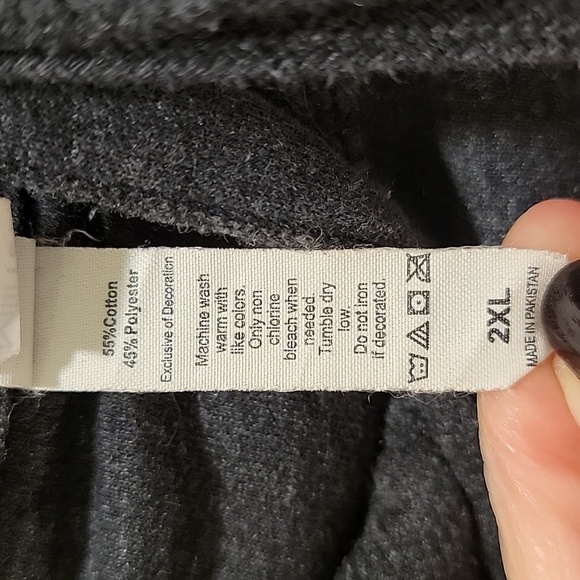 55%Cotton
45% Polyester
Exclusive of Decoration
Machine wash
warm with
like colors.
Only non
chlorine
bleach when
needed.
Tumble dry
low.
Do not iron
if decorated.
2XL
MADE IN PAKISTAN